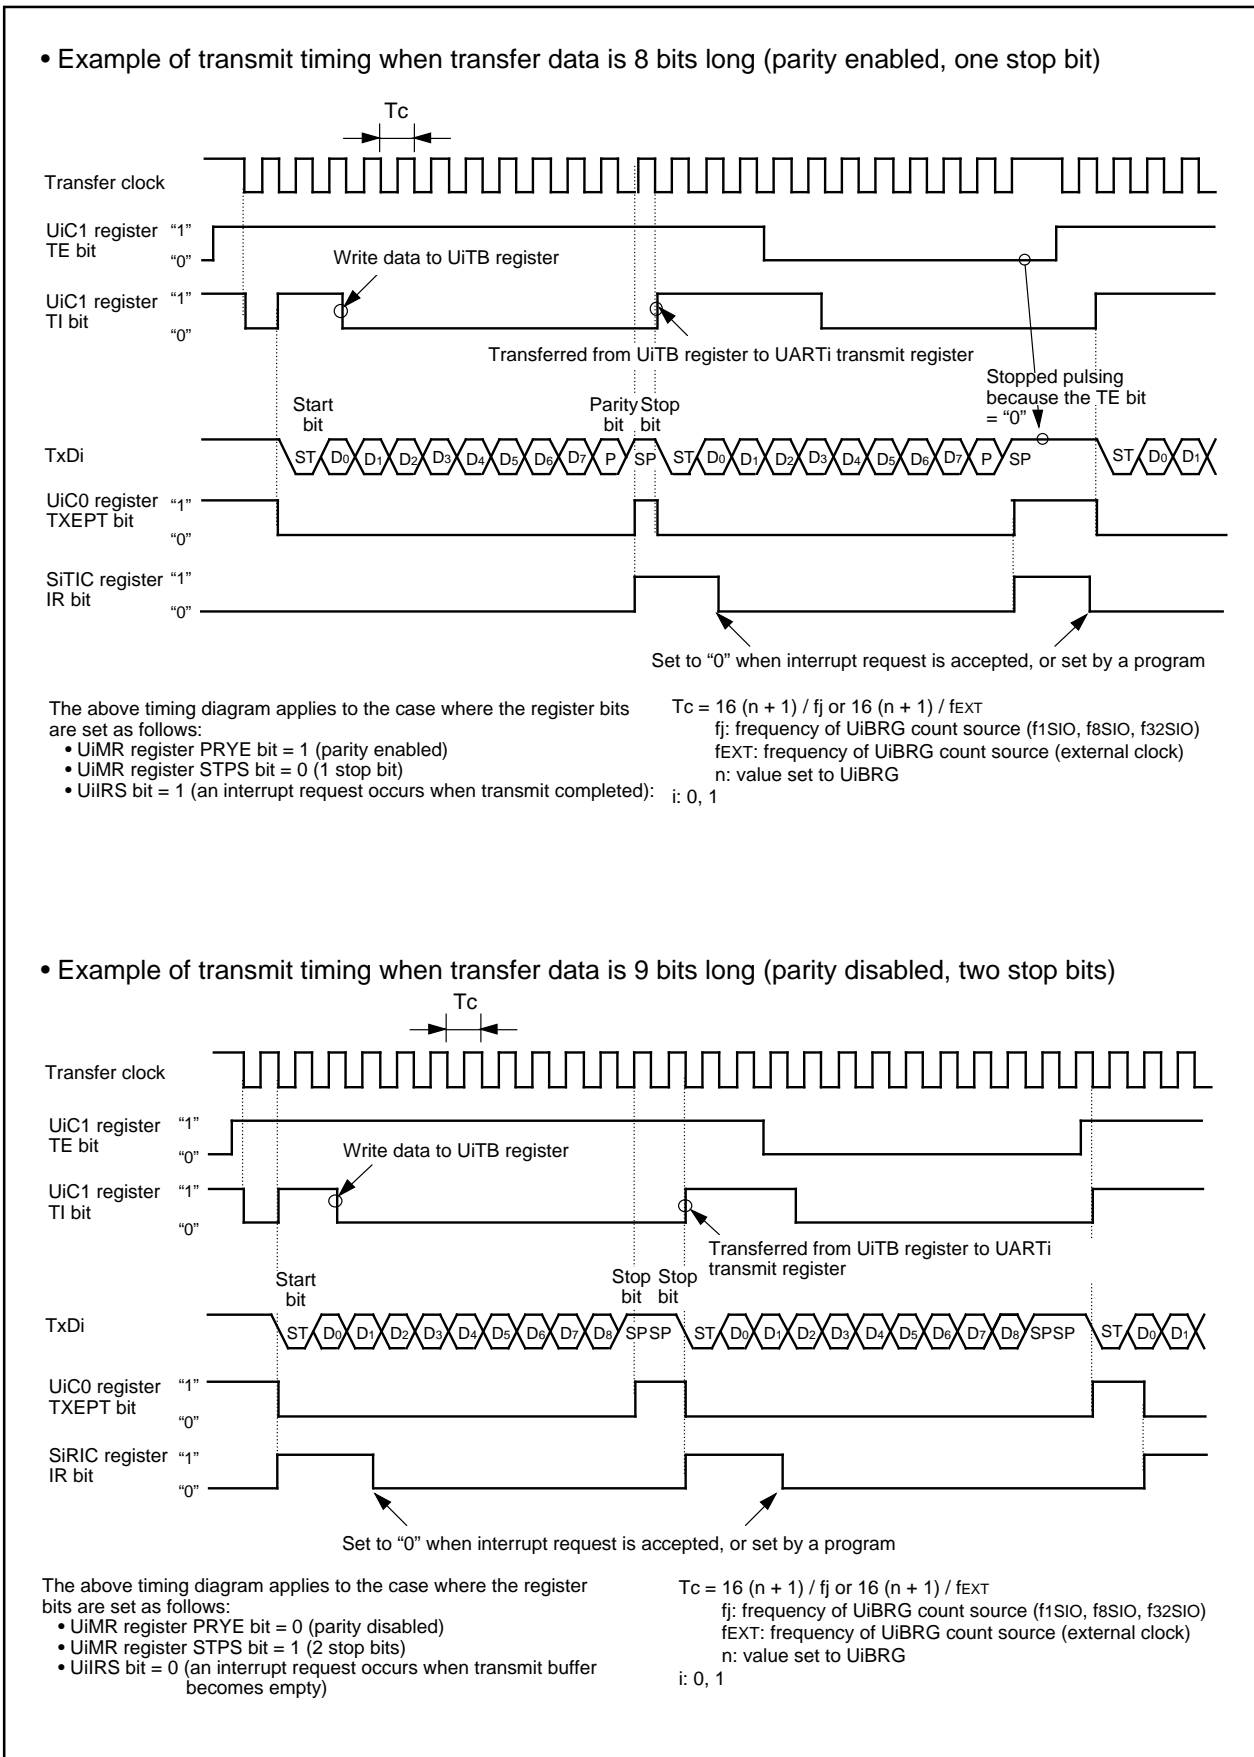 • Example of transmit timing when transfer data is 8 bits long (parity enabled, one stop bit)
Tc
Transfer clock
UiC1 register “1”
TE bit
“0”
Write data to UiTB register
UiC1 register “1”
TI bit
“0”
Transferred from UiTB register to UARTi transmit register
Stopped pulsing
because the TE bit
= “0”
Start
bit
Parity
bit
Stop
bit
TxDi
ST D0 D1 D2 D3 D4 D5 D6 D7 P SP ST D0 D1 D2 D3 D4 D5 D6 D7 P SP ST D0 D1
UiC0 register “1”
TXEPT bit
“0”
SiTIC register “1”
IR bit
“0”
Set to “0” when interrupt request is accepted, or set by a program
The above timing diagram applies to the case where the register bits
are set as follows:
• UiMR register PRYE bit = 1 (parity enabled)
• UiMR register STPS bit = 0 (1 stop bit)
• UiIRS bit = 1 (an interrupt request occurs when transmit completed):
Tc = 16 (n + 1) / fj or 16 (n + 1) / fEXT
fj: frequency of UiBRG count source (f1SIO, f8SIO, f32SIO)
fEXT: frequency of UiBRG count source (external clock)
n: value set to UiBRG
i: 0, 1
• Example of transmit timing when transfer data is 9 bits long (parity disabled, two stop bits)
Tc
Transfer clock
UiC1 register “1”
TE bit
“0”
Write data to UiTB register
UiC1 register “1”
TI bit
“0”
Transferred from UiTB register to UARTi
transmit register
Start
bit
Stop
bit
Stop
bit
TxDi
ST D0 D1 D2 D3 D4 D5 D6 D7 D8 SPSP ST D0 D1 D2 D3 D4 D5 D6 D7 D8 SPSP ST D0 D1
UiC0 register “1”
TXEPT bit
“0”
SiRIC register “1”
IR bit
“0”
Set to “0” when interrupt request is accepted, or set by a program
The above timing diagram applies to the case where the register
bits are set as follows:
• UiMR register PRYE bit = 0 (parity disabled)
• UiMR register STPS bit = 1 (2 stop bits)
• UiIRS bit = 0 (an interrupt request occurs when transmit buffer
becomes empty)
Tc = 16 (n + 1) / fj or 16 (n + 1) / fEXT
fj: frequency of UiBRG count source (f1SIO, f8SIO, f32SIO)
fEXT: frequency of UiBRG count source (external clock)
n: value set to UiBRG
i: 0, 1